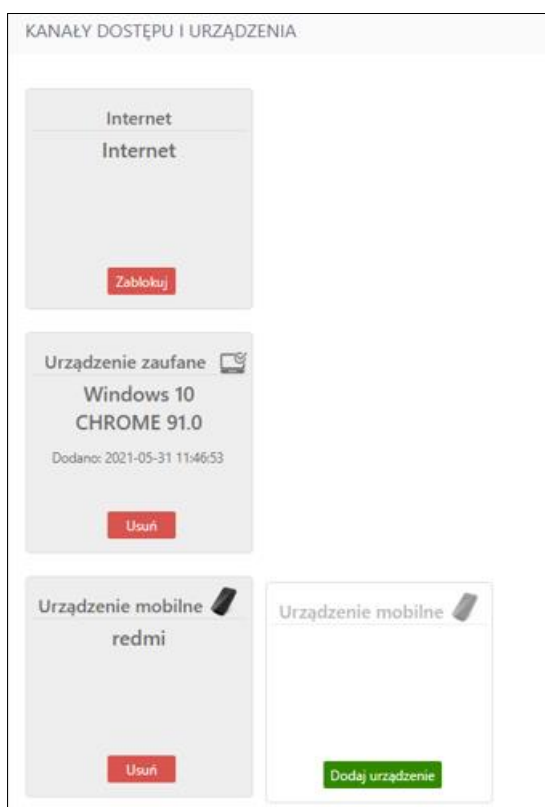 KANAŁY DOSTĘPU I URZĄDZENIA
Internet
Internet
Zablokuj
Urządzenie zaufane
Windows 10
CHROME 91.0
Dodano: 2021-05-31 11:46:53
Usuń
Urządzenie mobilne
redmi
Usuń
Urządzenie mobilne
Dodaj urządzenie